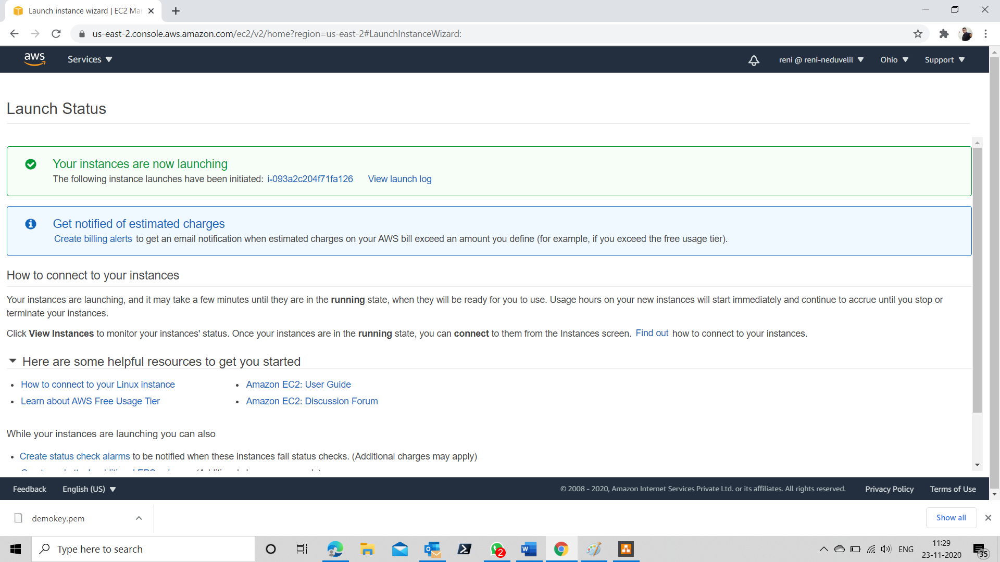 Launch instance wizard | EC2 Ma
us-east-2.console.aws.amazon.com/ec2/v2/home?region=us-east-2#LaunchInstanceWizard:
aws Services reni @ reni-neduvelil Ohio Support
Launch Status
Your instances are now launching
The following instance launches have been initiated: i-093a2c204f71fa126 View launch log
Get notified of estimated charges
Create billing alerts to get an email notification when estimated charges on your AWS bill exceed an amount you define (for example, if you exceed the free usage tier).
How to connect to your instances
Your instances are launching, and it may take a few minutes until they are in the running state, when they will be ready for you to use. Usage hours on your new instances will start immediately and continue to accrue until you stop or
terminate your instances.
Click View Instances to monitor your instances' status. Once your instances are in the running state, you can connect to them from the Instances screen. Find out how to connect to your instances.
Here are some helpful resources to get you started
• How to connect to your Linux instance • Amazon EC2: User Guide
• Learn about AWS Free Usage Tier • Amazon EC2: Discussion Forum
While your instances are launching you can also
• Create status check alarms to be notified when these instances fail status checks. (Additional charges may apply)
Feedback English (US) © 2008 - 2020, Amazon Internet Services Private Ltd. or its affiliates. All rights reserved. Privacy Policy Terms of Use
demokey.pem Show all
Type here to search 2 ENG 11:29
23-11-2020 35